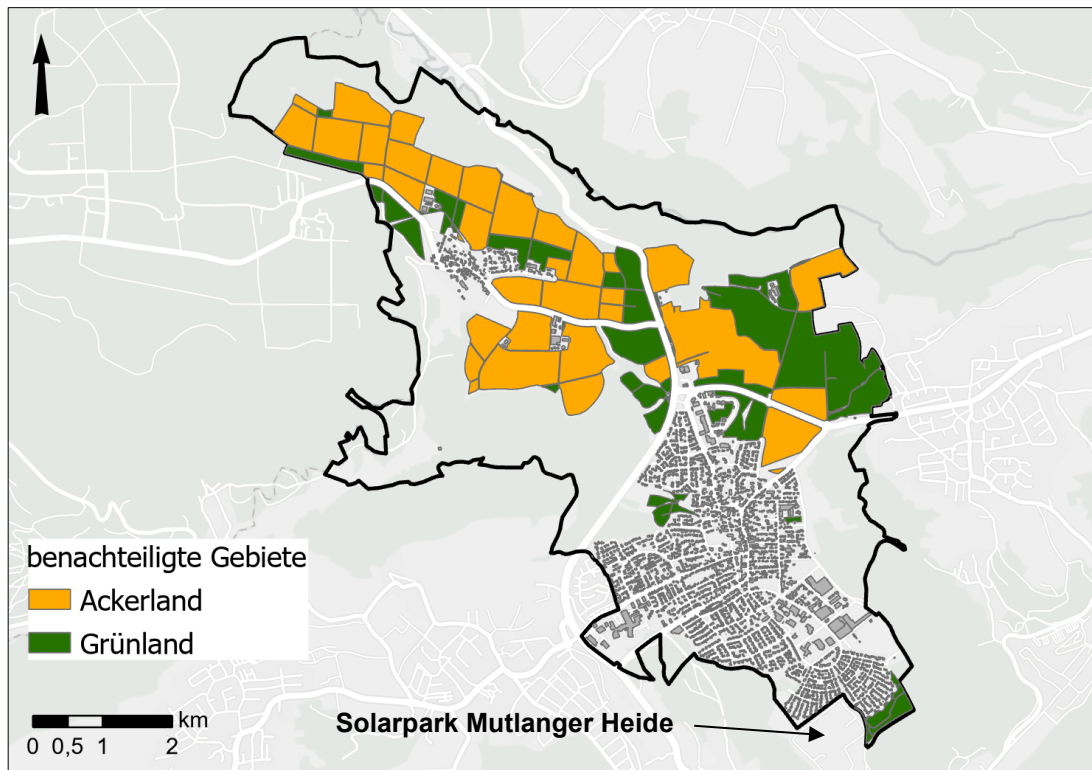 benachteiligte Gebiete
Ackerland
Grünland
km
0 0,5 1 2
Solarpark Mutlanger Heide